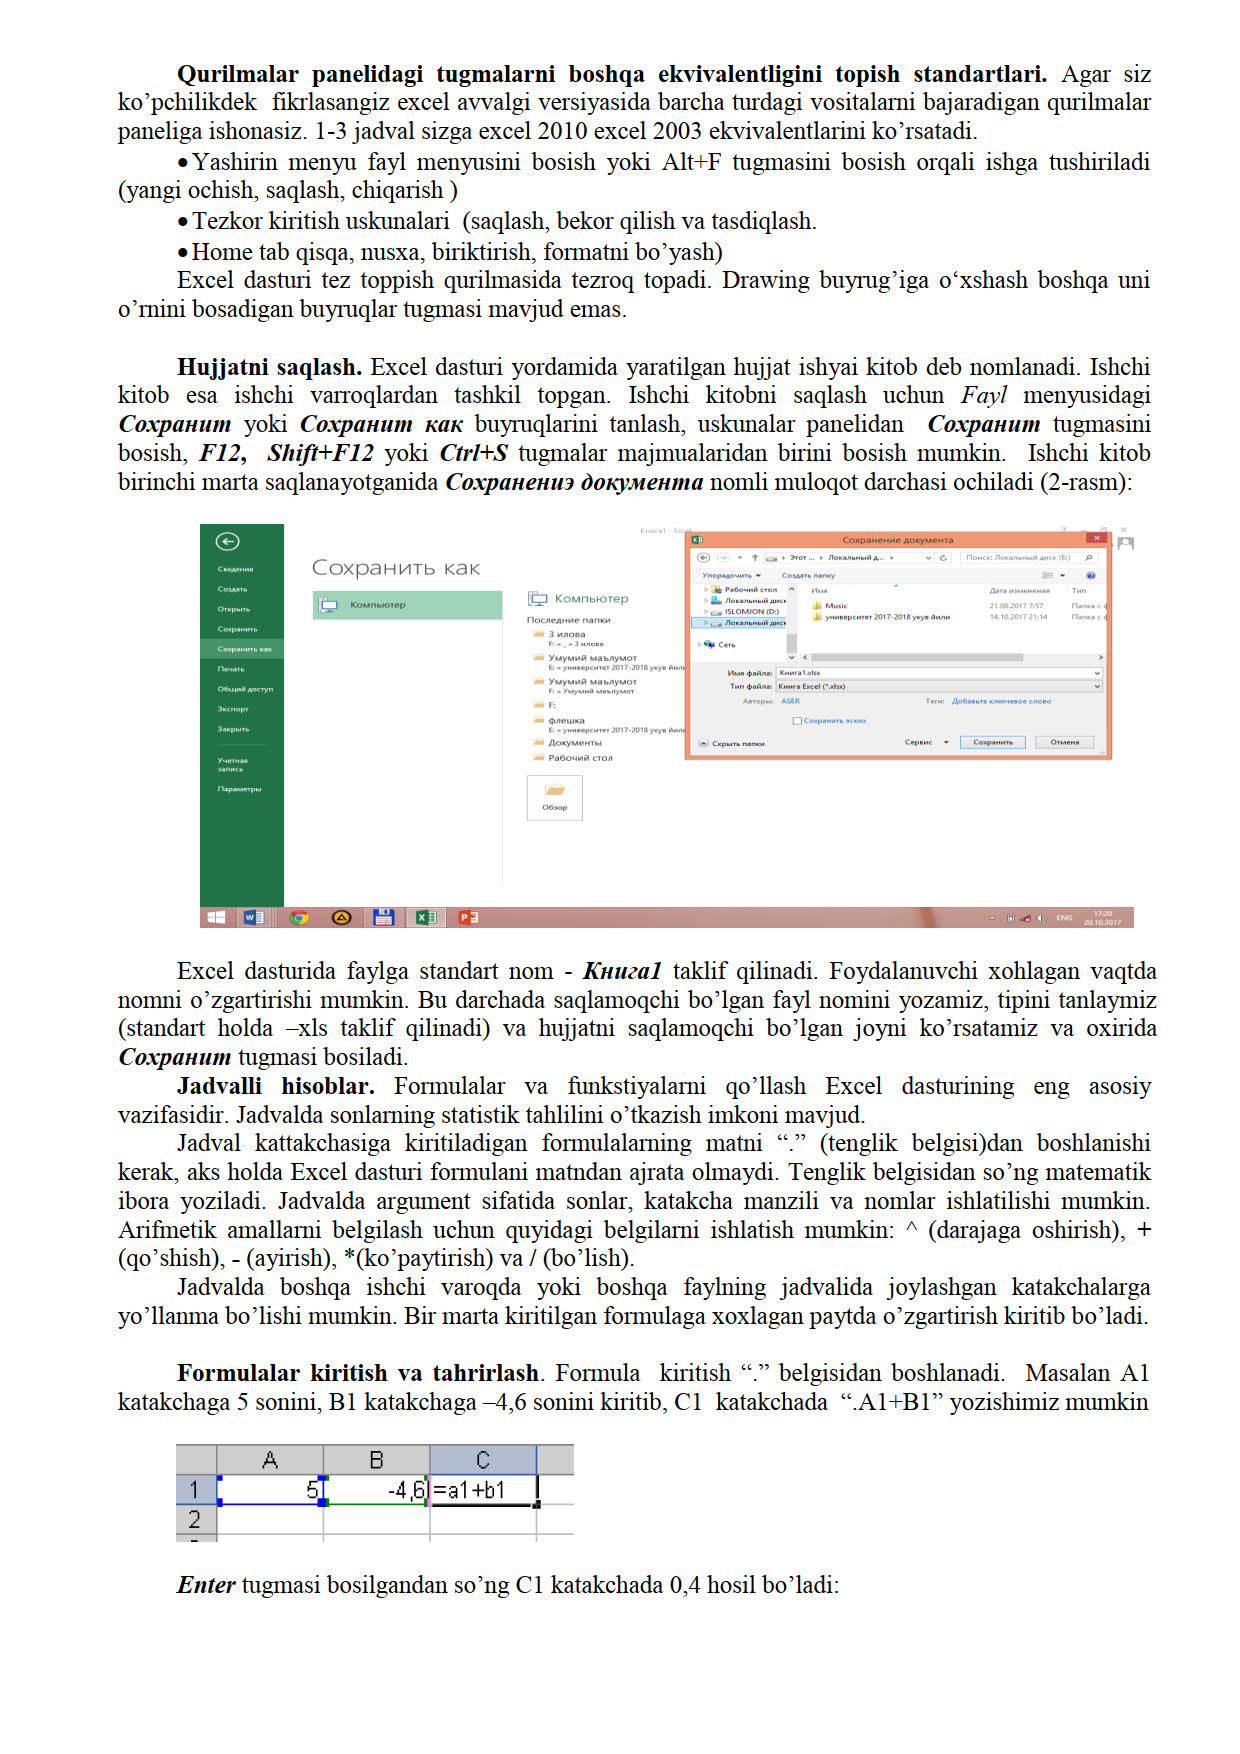 Qurilmalar panelidagi tugmalarni boshqa ekvivalentligini topish standartlari. Agar siz
ko’pchilikdek fikrlasangiz excel avvalgi versiyasida barcha turdagi vositalarni bajaradigan qurilmalar
paneliga ishonasiz. 1-3 jadval sizga excel 2010 excel 2003 ekvivalentlarini ko’rsatadi.
•Yashirin menyu fayl menyusini bosish yoki Alt+F tugmasini bosish orqali ishga tushiriladi
(yangi ochish, saqlash, chiqarish )
•Tezkor kiritish uskunalari (saqlash, bekor qilish va tasdiqlash.
•Home tab qisqa, nusxa, biriktirish, formatni bo’yash)
Excel dasturi tez toppish qurilmasida tezroq topadi. Drawing buyrug’iga o‘xshash boshqa uni
o’rnini bosadigan buyruqlar tugmasi mavjud emas.
Hujjatni saqlash. Excel dasturi yordamida yaratilgan hujjat ishyai kitob deb nomlanadi. Ishchi
kitob esa ishchi varroqlardan tashkil topgan. Ishchi kitobni saqlash uchun Fayl menyusidagi
Сохранит yoki Сохранит как buyruqlarini tanlash, uskunalar panelidan Сохранит tugmasini
bosish, F12, Shift+F12 yoki Ctrl+S tugmalar majmualaridan birini bosish mumkin. Ishchi kitob
birinchi marta saqlanayotganida Сохранениэ документа nomli muloqot darchasi ochiladi (2-rasm):
Книга1 - Excel
Сведения
Создать
Открыть
Сохранить
Сохранить как
Печать
Общий доступ
Экспорт
Закрыть
Учетная
запись
Параметры
Сохранить как
Компьютер
Компьютер
Последние папки
3 илова
F: » _ » 3 илова
Умумий маълумот
E: » университет 2017-2018 укув йили
Умумий маълумот
F: » Умумий маълумот
F:
флешка
E: » университет 2017-2018 укув йили
Документы
Рабочий стол
Обзор
Сохранение документа
Этот ... Локальный д...
Поиск: Локальный диск (E:)
Упорядочить Создать папку
Рабочий стол
Локальный диск
ISLOMJON (D:)
Локальный диск
Сеть
Имя Дата изменения Тип
Music 21.08.2017 7:57 Папка с ф
университет 2017-2018 укув йили 14.10.2017 21:14 Папка с ф
Имя файла: Книга1.xlsx
Тип файла: Книга Excel (*.xlsx)
Авторы: ASER Теги: Добавьте ключевое слово
Сохранить эскиз
Скрыть папки Сервис Сохранить Отмена
ENG 17:20
20.10.2017
Excel dasturida faylga standart nom - Книга1 taklif qilinadi. Foydalanuvchi xohlagan vaqtda
nomni o’zgartirishi mumkin. Bu darchada saqlamoqchi bo’lgan fayl nomini yozamiz, tipini tanlaymiz
(standart holda –xls taklif qilinadi) va hujjatni saqlamoqchi bo’lgan joyni ko’rsatamiz va oxirida
Сохранит tugmasi bosiladi.
Jadvalli hisoblar. Formulalar va funkstiyalarni qo’llash Excel dasturining eng asosiy
vazifasidir. Jadvalda sonlarning statistik tahlilini o’tkazish imkoni mavjud.
Jadval kattakchasiga kiritiladigan formulalarning matni “.” (tenglik belgisi)dan boshlanishi
kerak, aks holda Excel dasturi formulani matndan ajrata olmaydi. Tenglik belgisidan so’ng matematik
ibora yoziladi. Jadvalda argument sifatida sonlar, katakcha manzili va nomlar ishlatilishi mumkin.
Arifmetik amallarni belgilash uchun quyidagi belgilarni ishlatish mumkin: ^ (darajaga oshirish), +
(qo’shish), - (ayirish), *(ko’paytirish) va / (bo’lish).
Jadvalda boshqa ishchi varoqda yoki boshqa faylning jadvalida joylashgan katakchalarga
yo’llanma bo’lishi mumkin. Bir marta kiritilgan formulaga xoxlagan paytda o’zgartirish kiritib bo’ladi.
Formulalar kiritish va tahrirlash. Formula kiritish “.” belgisidan boshlanadi. Masalan A1
katakchaga 5 sonini, B1 katakchaga –4,6 sonini kiritib, C1 katakchada “.A1+B1” yozishimiz mumkin
A B C
1 5 -4,6 =a1+b1
2
Enter tugmasi bosilgandan so’ng C1 katakchada 0,4 hosil bo’ladi: